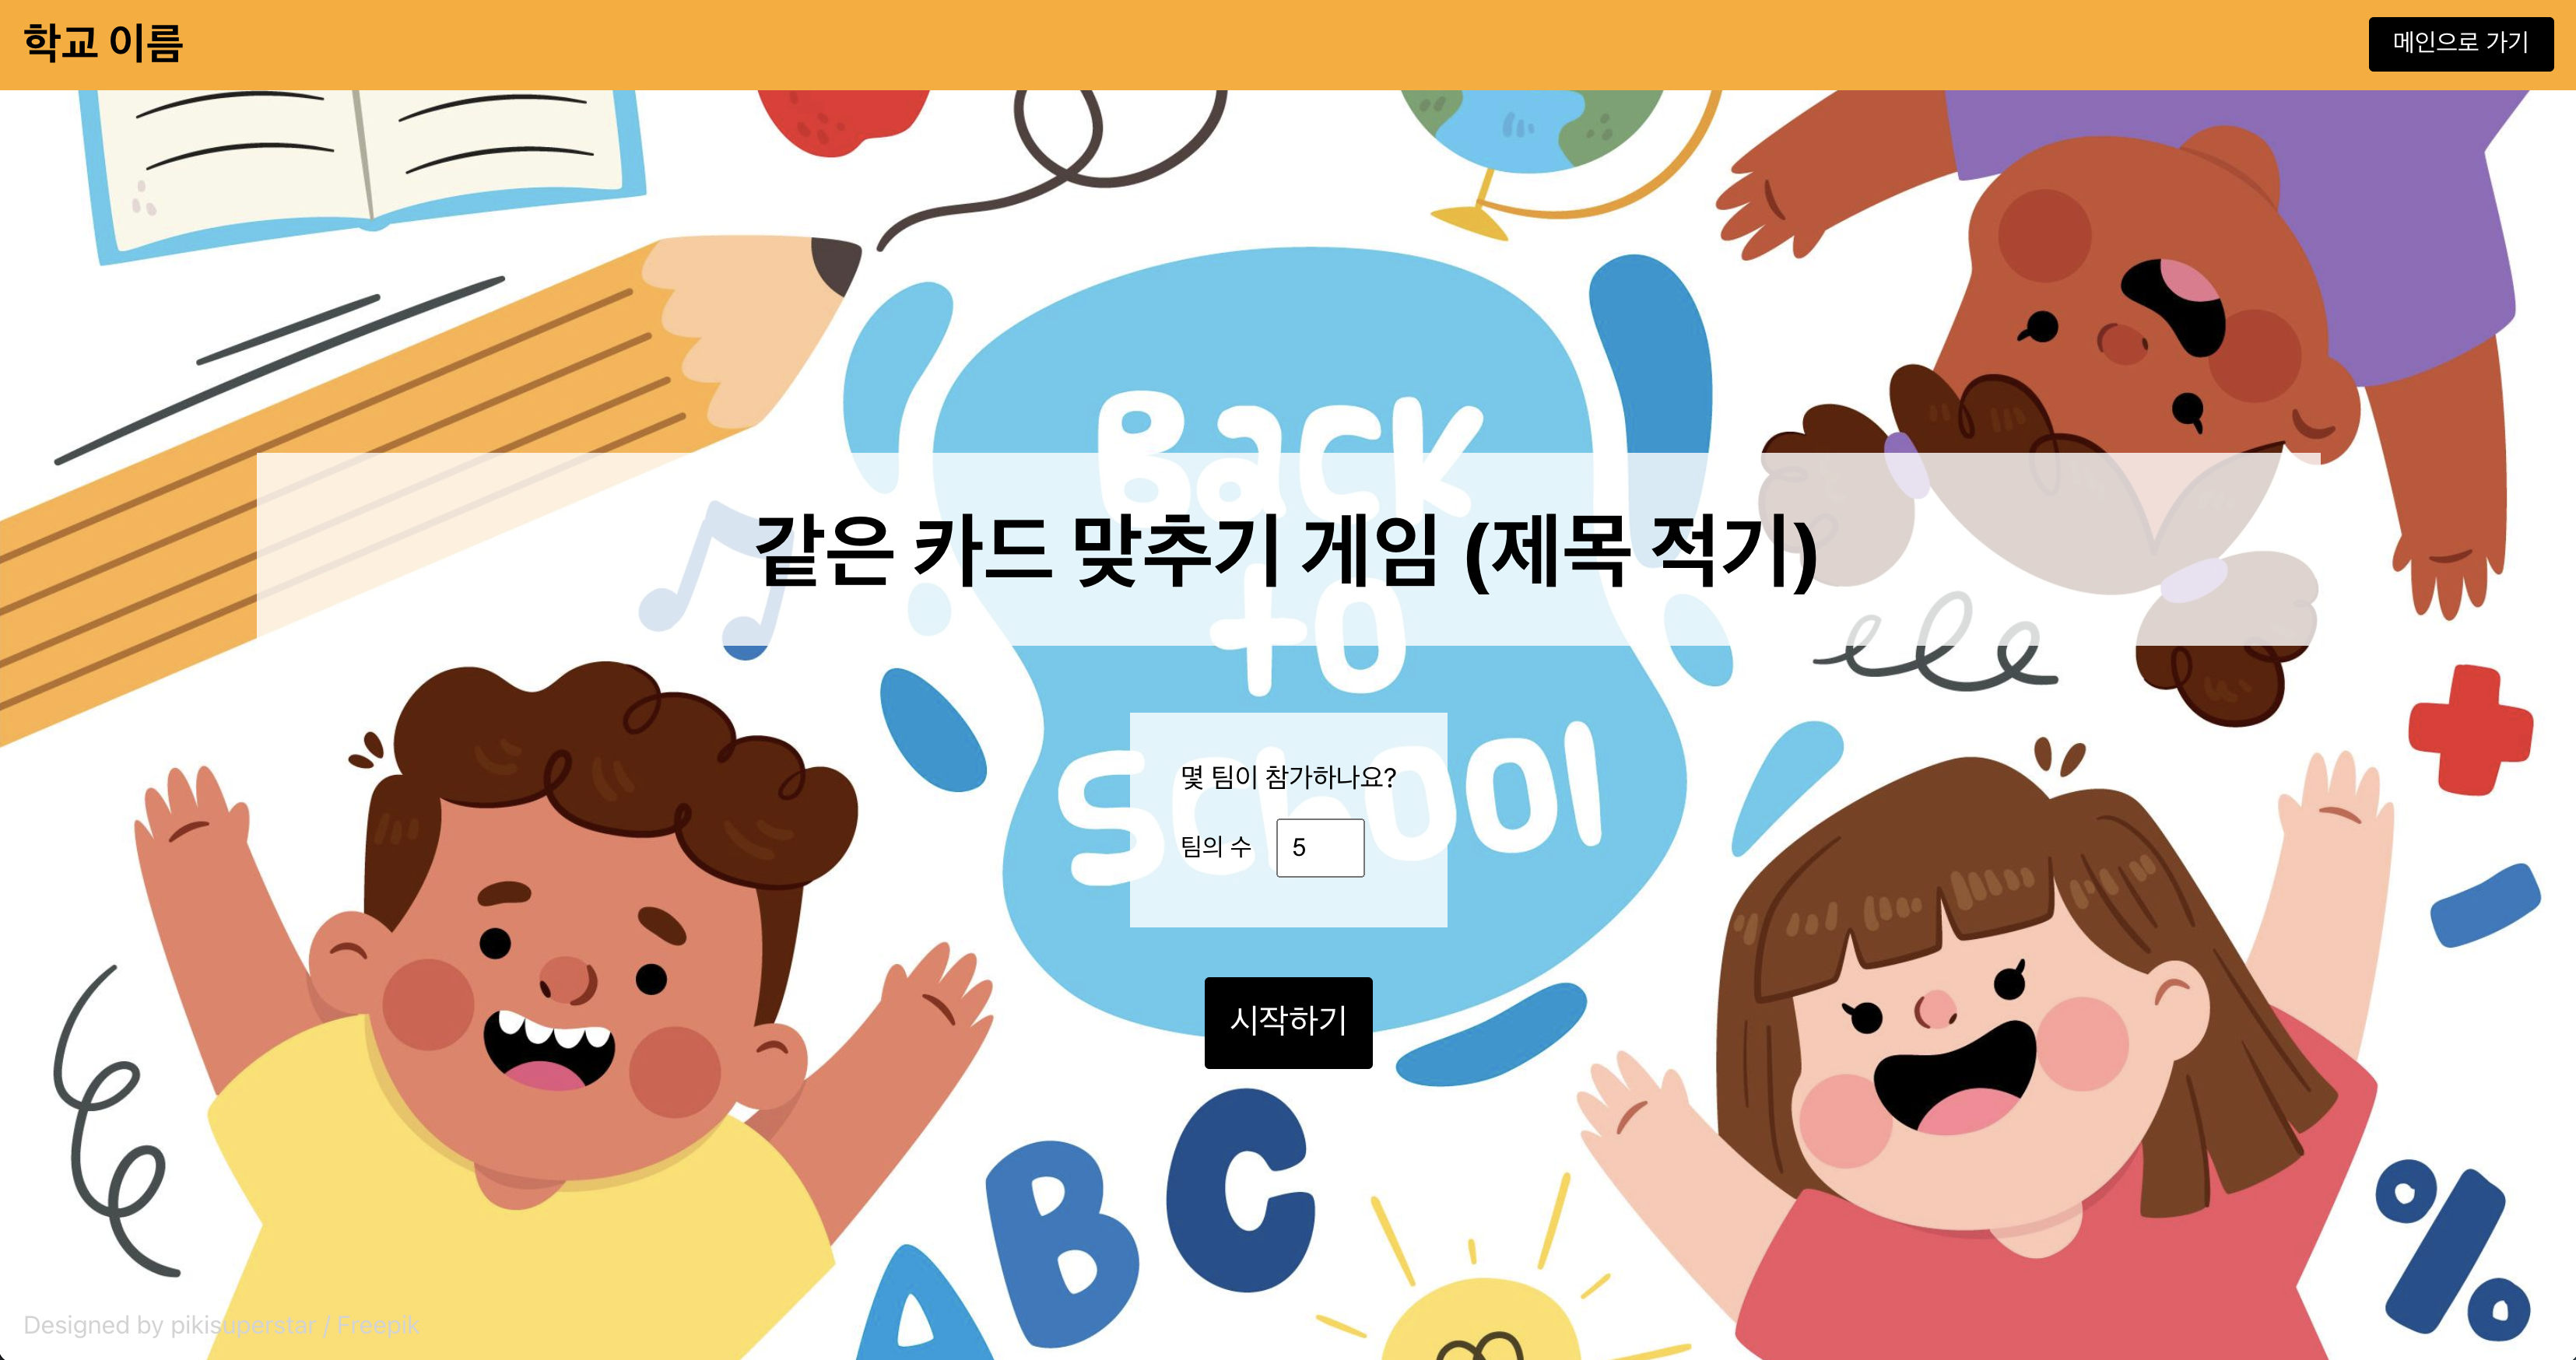 학교 이름
메인으로 가기
Back
같은 카드 맞추기 게임 (제목 적기)
to
School
몇 팀이 참가하나요?
팀의 수 5
시작하기
ABC
%
Designed by pikisuperstar / Freepik